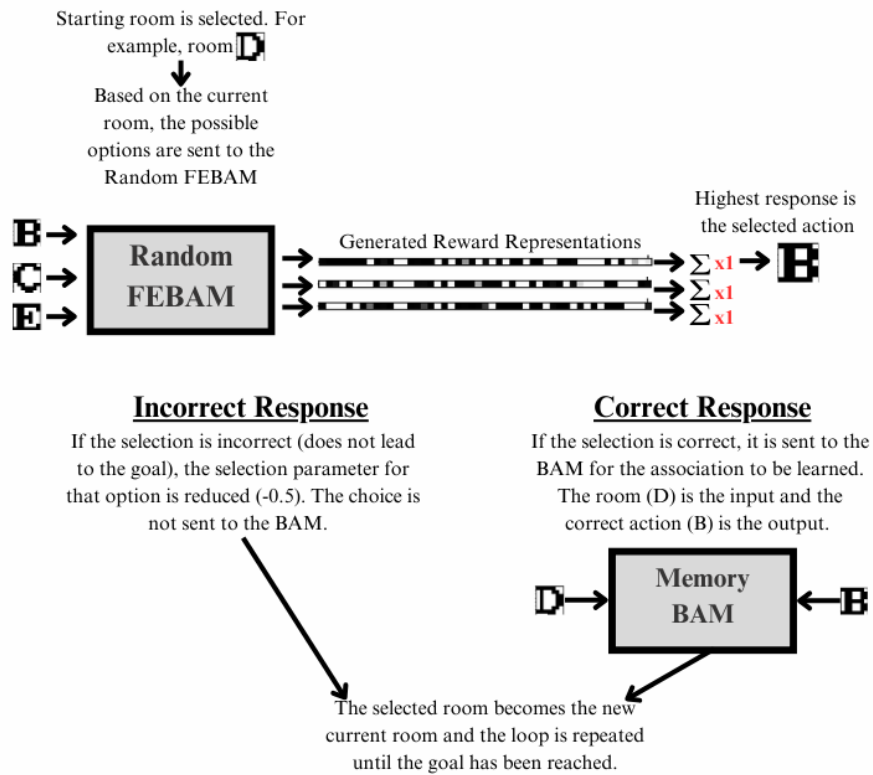 Starting room is selected. For
example, room D
Based on the current
room, the possible
options are sent to the
Random FEBAM
B
C
E
Random
FEBAM
Generated Reward Representations
∑ x1
∑ x1
∑ x1
Highest response is
the selected action
B
Incorrect Response
If the selection is incorrect (does not lead
to the goal), the selection parameter for
that option is reduced (-0.5). The choice is
not sent to the BAM.
Correct Response
If the selection is correct, it is sent to the
BAM for the association to be learned.
The room (D) is the input and the
correct action (B) is the output.
D
Memory
BAM
B
The selected room becomes the new
current room and the loop is repeated
until the goal has been reached.